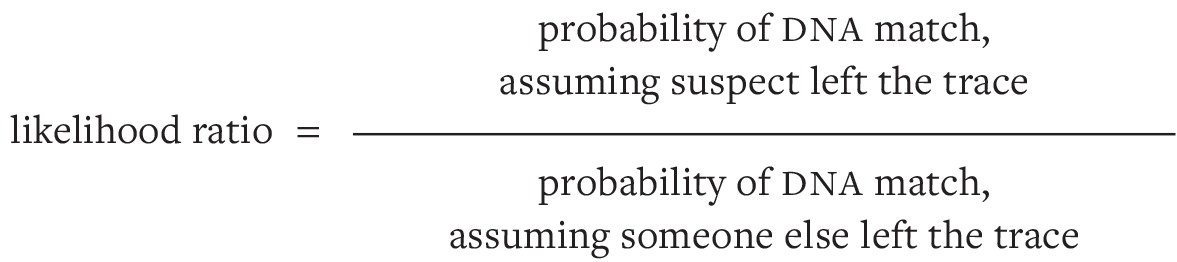 probability of DNA match,
assuming suspect left the trace
likelihood ratio =
probability of DNA match,
assuming someone else left the trace